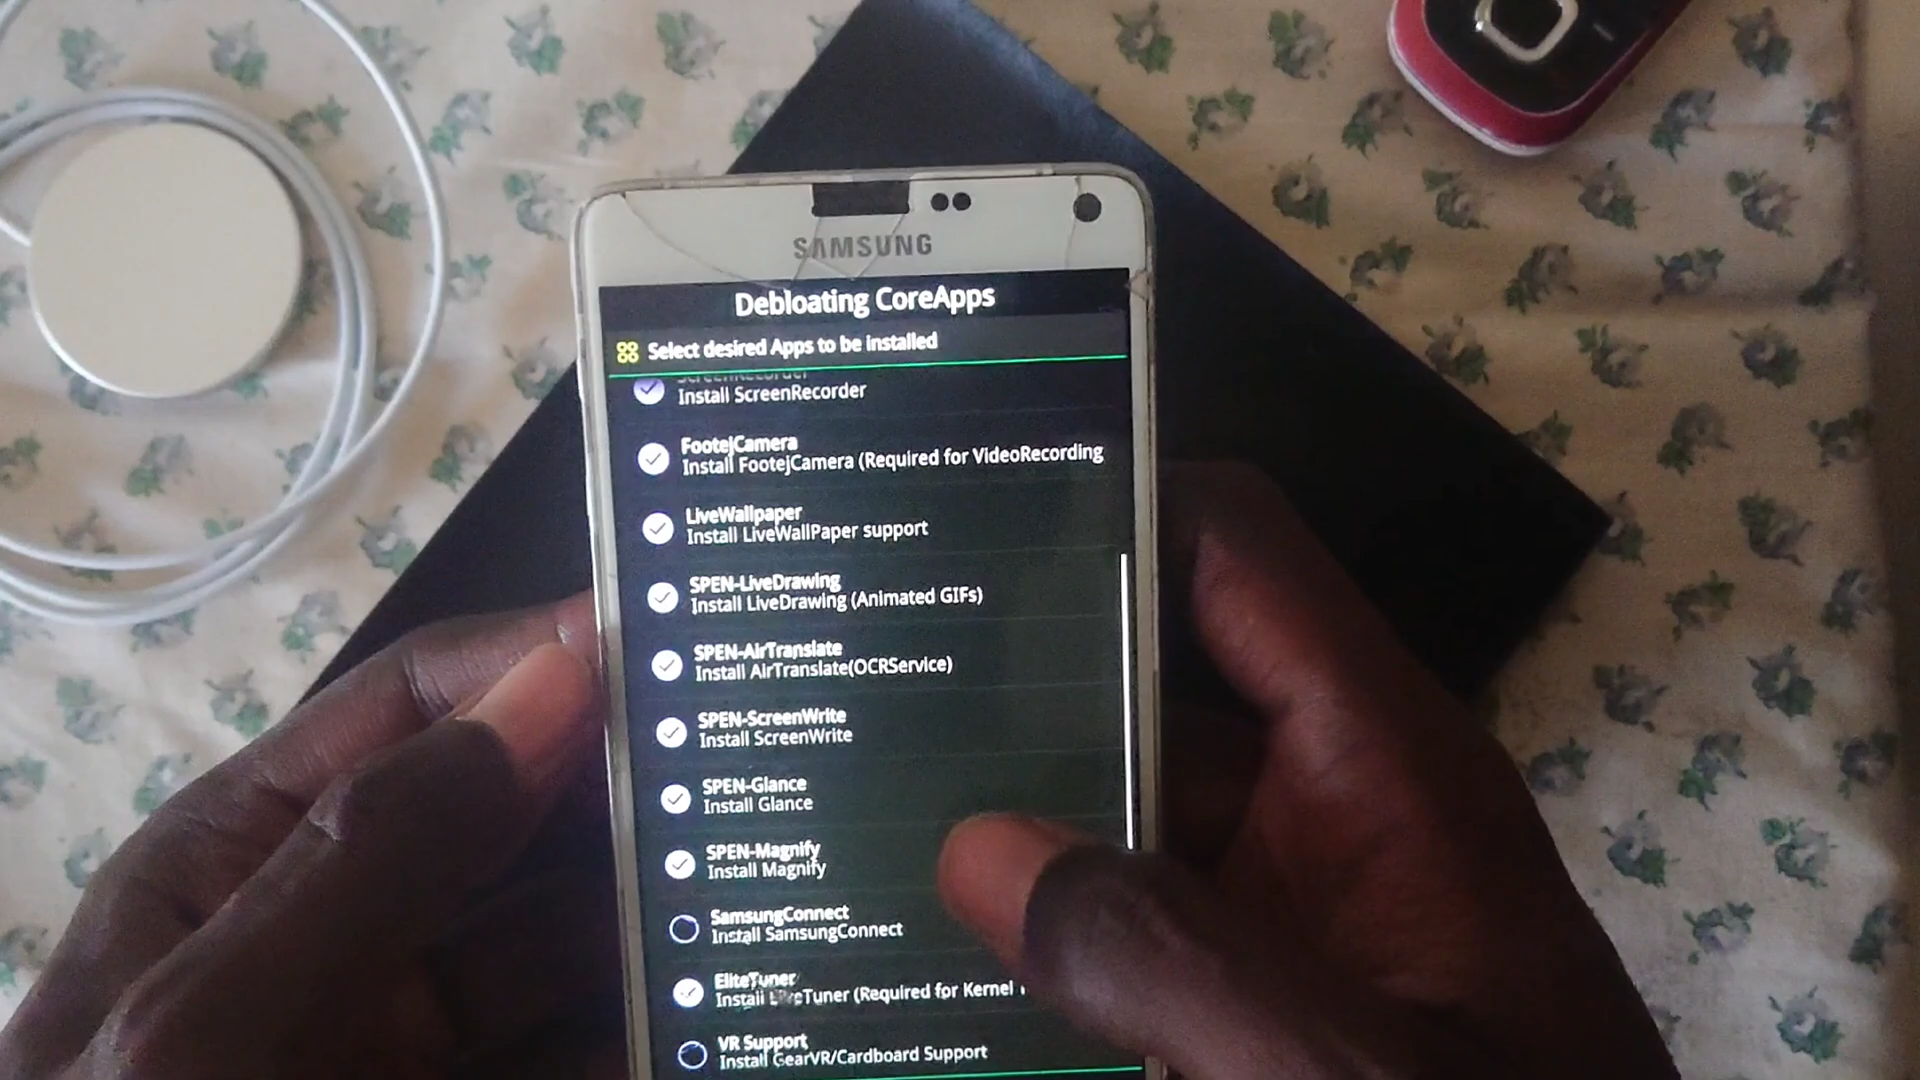 SAMSUNG
Debloating CoreApps
Select desired Apps to be installed
ScreenRecorder
Install ScreenRecorder
FootejCamera
Install FootejCamera (Required for VideoRecording
LiveWallpaper
Install LiveWallPaper support
SPEN-LiveDrawing
Install LiveDrawing (Animated GIFs)
SPEN-AirTranslate
Install AirTranslate(OCRService)
SPEN-ScreenWrite
Install ScreenWrite
SPEN-Glance
Install Glance
SPEN-Magnify
Install Magnify
SamsungConnect
Install SamsungConnect
EliteTuner
Install EliteTuner (Required for Kernel
VR Support
Install GearVR/Cardboard Support